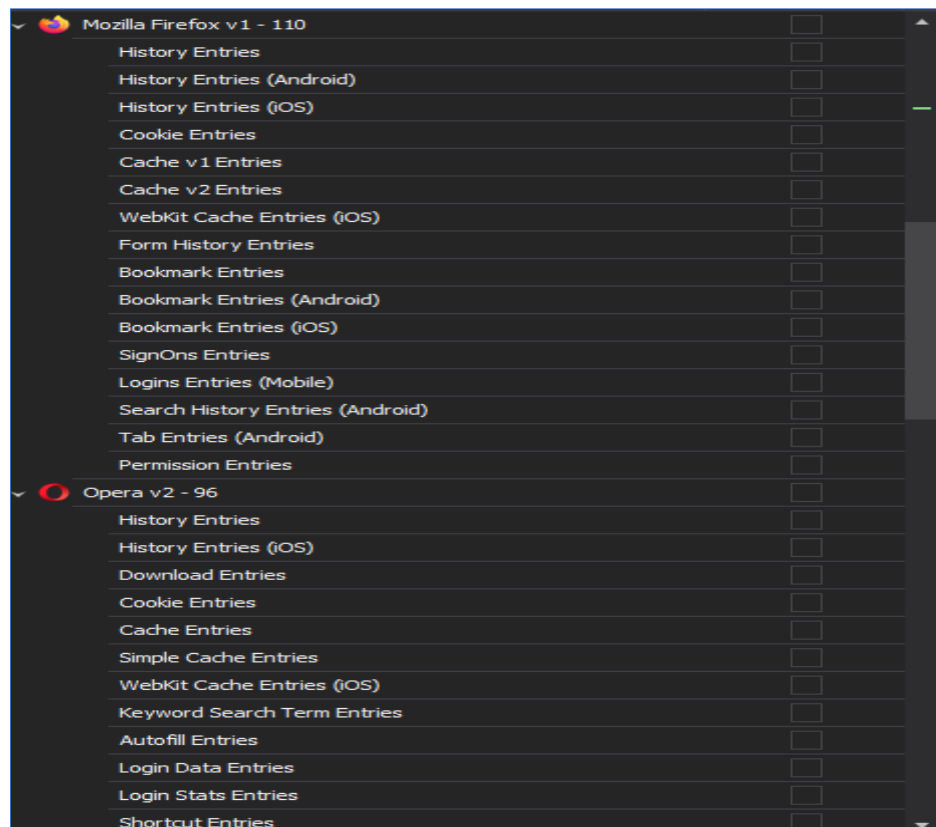 Mozilla Firefox v1 - 110
History Entries
History Entries (Android)
History Entries (iOS)
Cookie Entries
Cache v1 Entries
Cache v2 Entries
WebKit Cache Entries (iOS)
Form History Entries
Bookmark Entries
Bookmark Entries (Android)
Bookmark Entries (iOS)
SignOns Entries
Logins Entries (Mobile)
Search History Entries (Android)
Tab Entries (Android)
Permission Entries
Opera v2 - 96
History Entries
History Entries (iOS)
Download Entries
Cookie Entries
Cache Entries
Simple Cache Entries
WebKit Cache Entries (iOS)
Keyword Search Term Entries
Autofill Entries
Login Data Entries
Login Stats Entries
Shortcut Entries